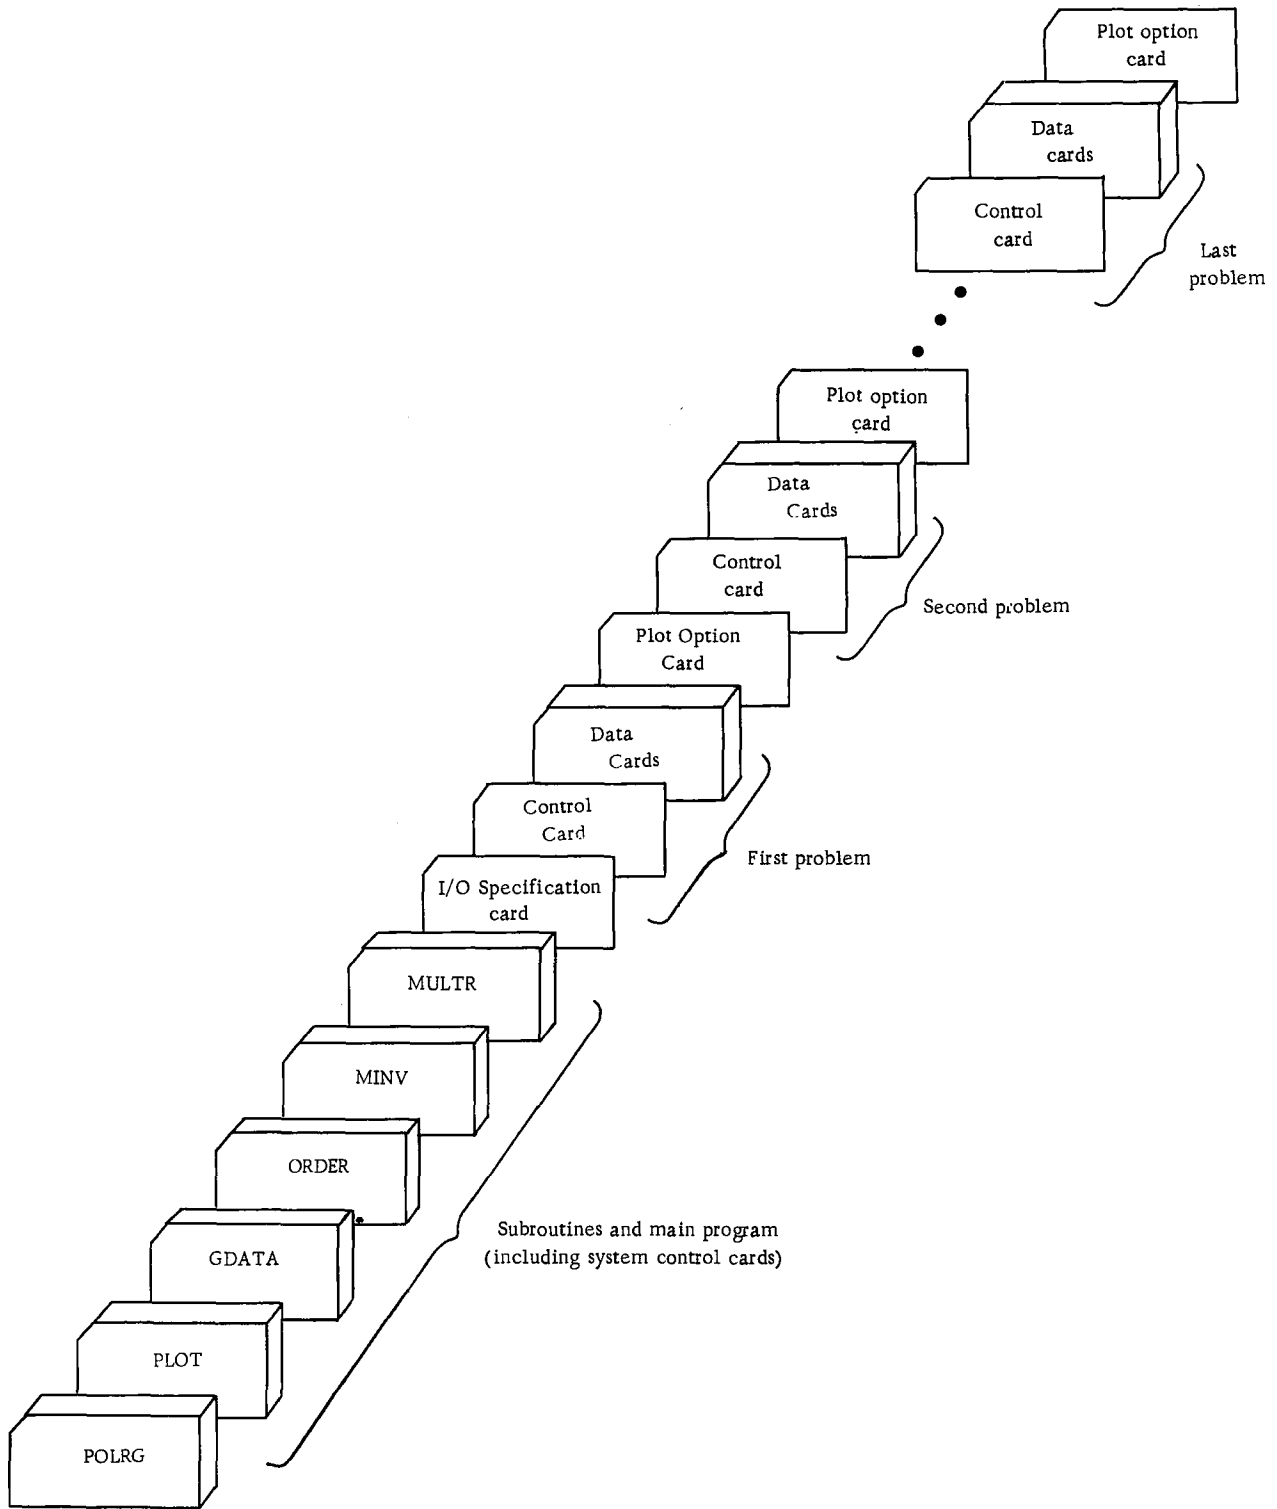 Plot option
card
Data
cards
Control
card
Last
problem
Plot option
card
Data
Cards
Control
card
Second problem
Plot Option
Card
Data
Cards
Control
Card
First problem
I/O Specification
card
MULTR
MINV
ORDER
Subroutines and main program
(including system control cards)
GDATA
PLOT
POLRG